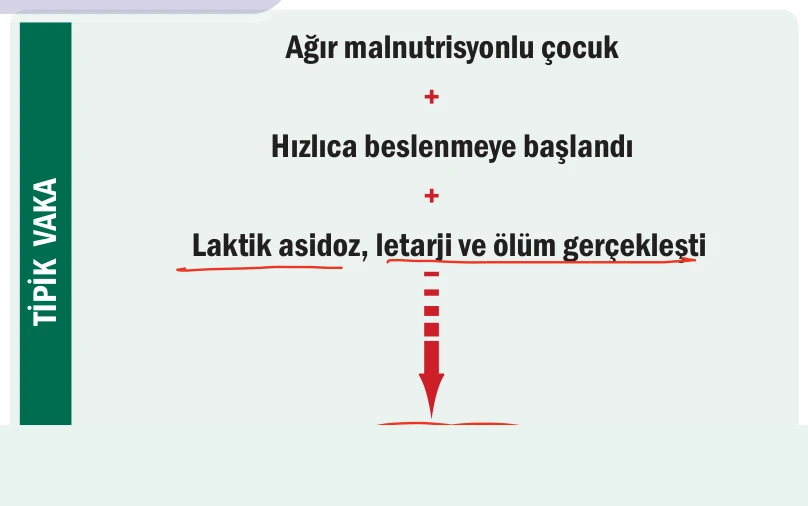 Ağır malnutrisyonlu çocuk
+
Hızlıca beslenmeye başlandı
+
Laktik asidoz, letarji ve ölüm gerçekleşti
TİPİK VAKA